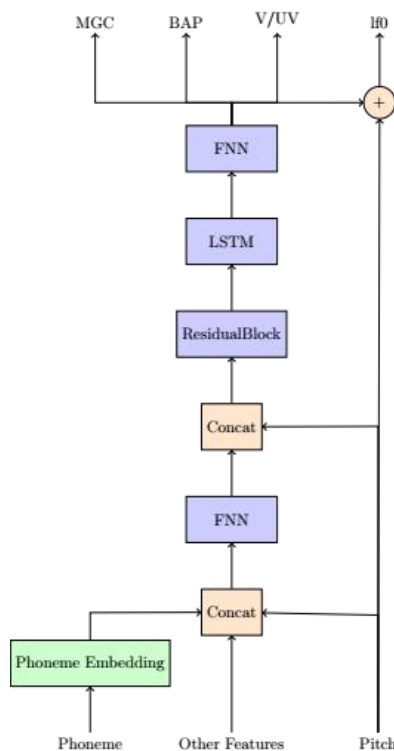 MGC BAP V/UV lf0
+
FNN
LSTM
ResidualBlock
Concat
FNN
Concat
Phoneme Embedding
Phoneme Other Features Pitch